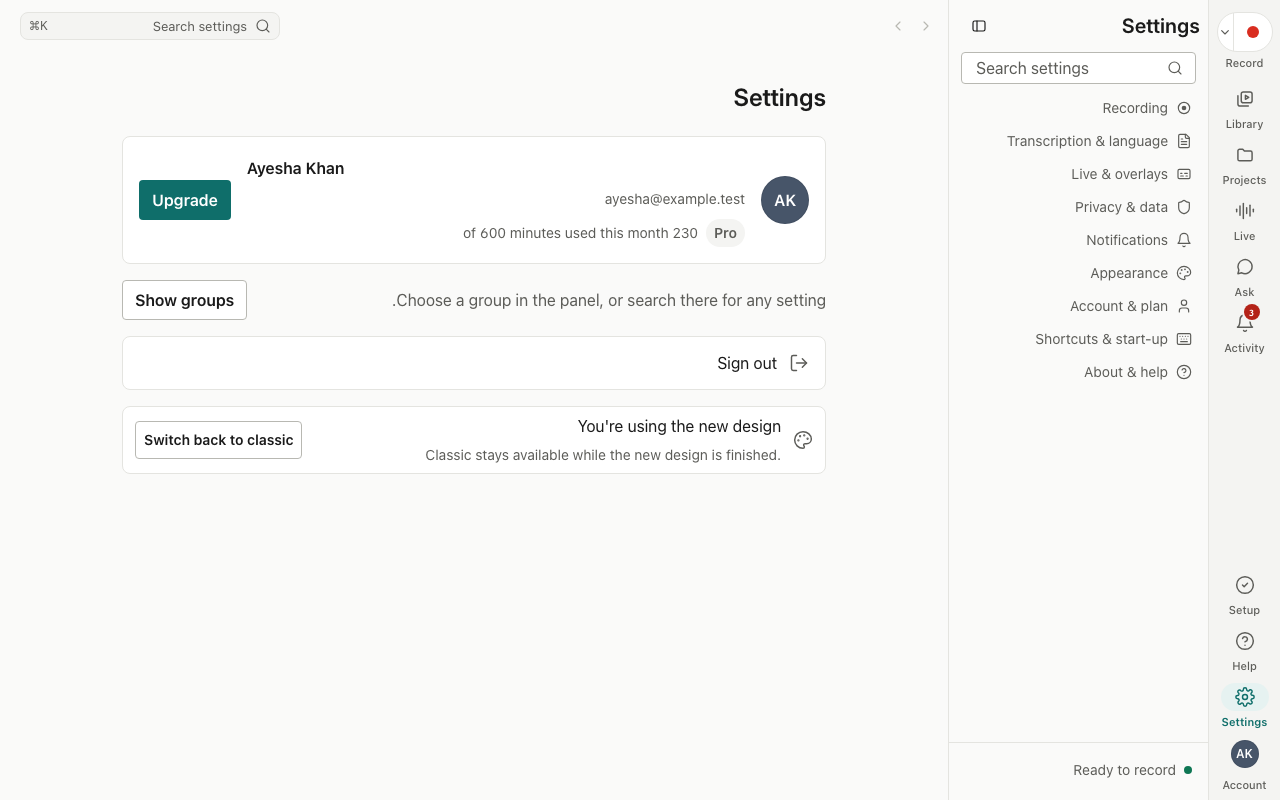 ⌘K
Search settings
Settings
Ayesha Khan
Upgrade
ayesha@example.test
AK
of 600 minutes used this month 230
Pro
Show groups
.Choose a group in the panel, or search there for any setting
Sign out
You're using the new design
Classic stays available while the new design is finished.
Switch back to classic
Settings
Search settings
Recording
Transcription & language
Live & overlays
Privacy & data
Notifications
Appearance
Account & plan
Shortcuts & start-up
About & help
Ready to record
Record
Library
Projects
Live
Ask
3
Activity
Setup
Help
Settings
AK
Account